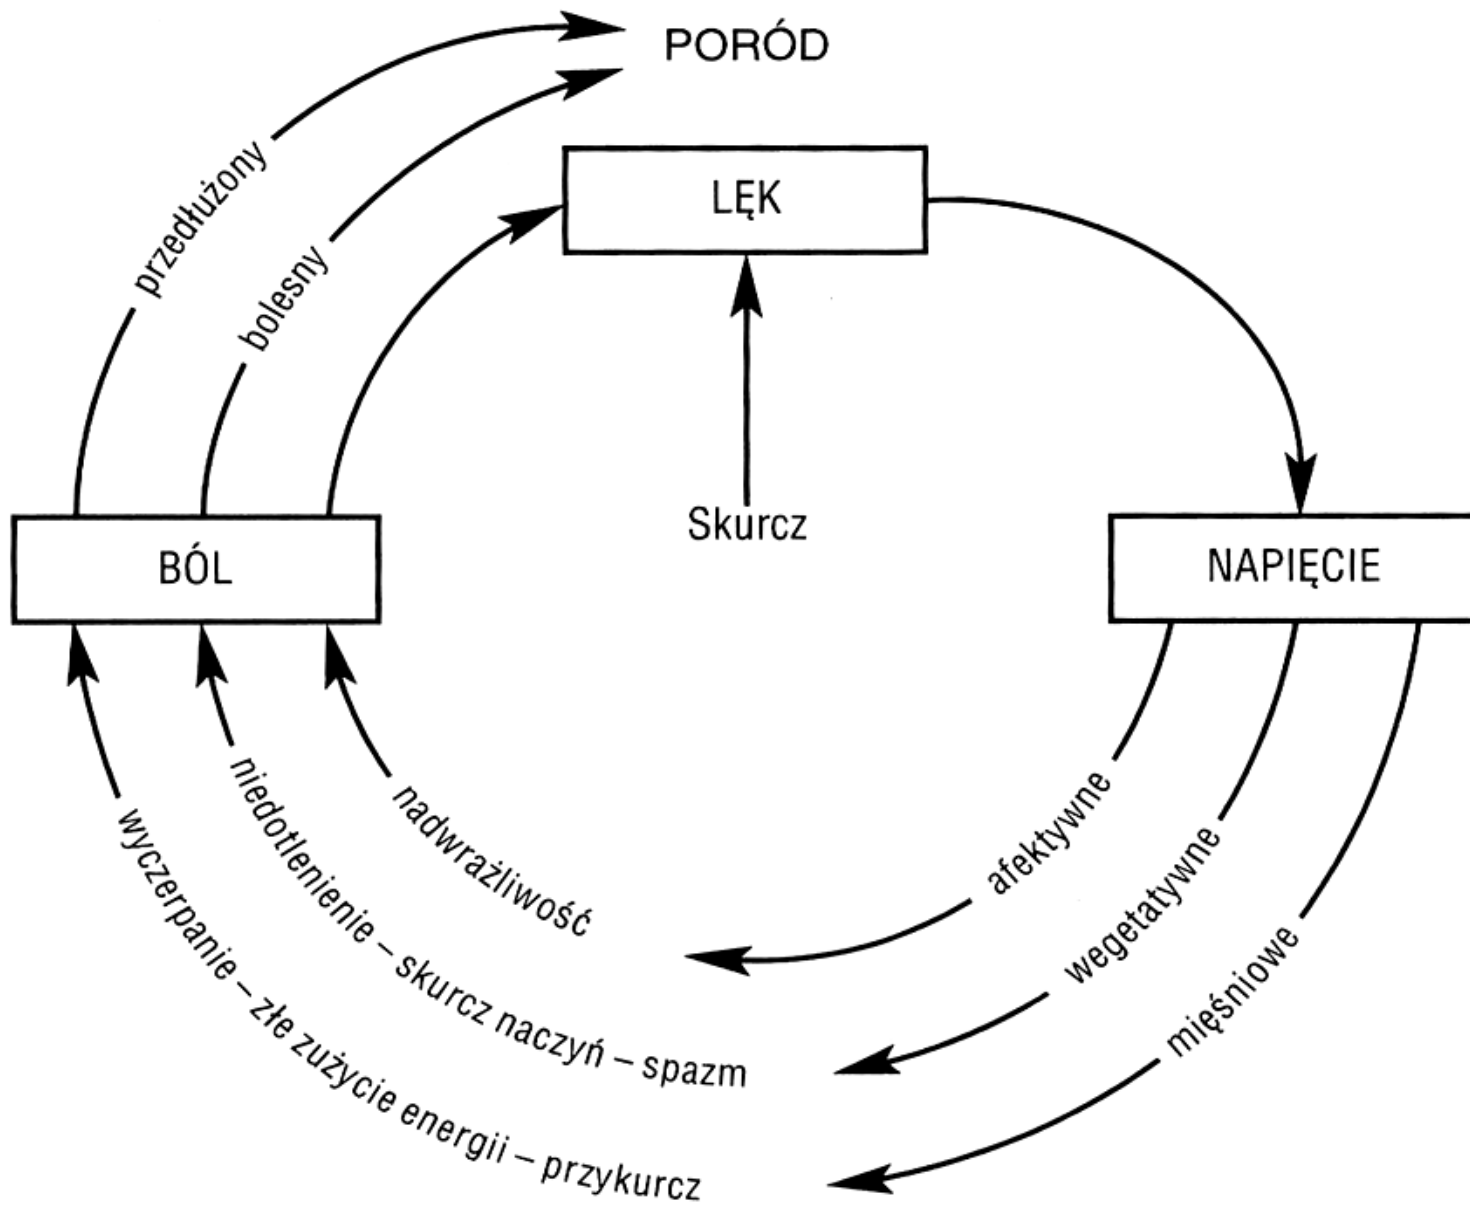 PORÓD
przedłużony
bolesny
LĘK
Skurcz
BÓL
NAPIĘCIE
nadwrażliwość
afektywne
niedotlenienie – skurcz naczyń – spazm
wegetatywne
wyczerpanie – złe zużycie energii – przykurcz
mięśniowe